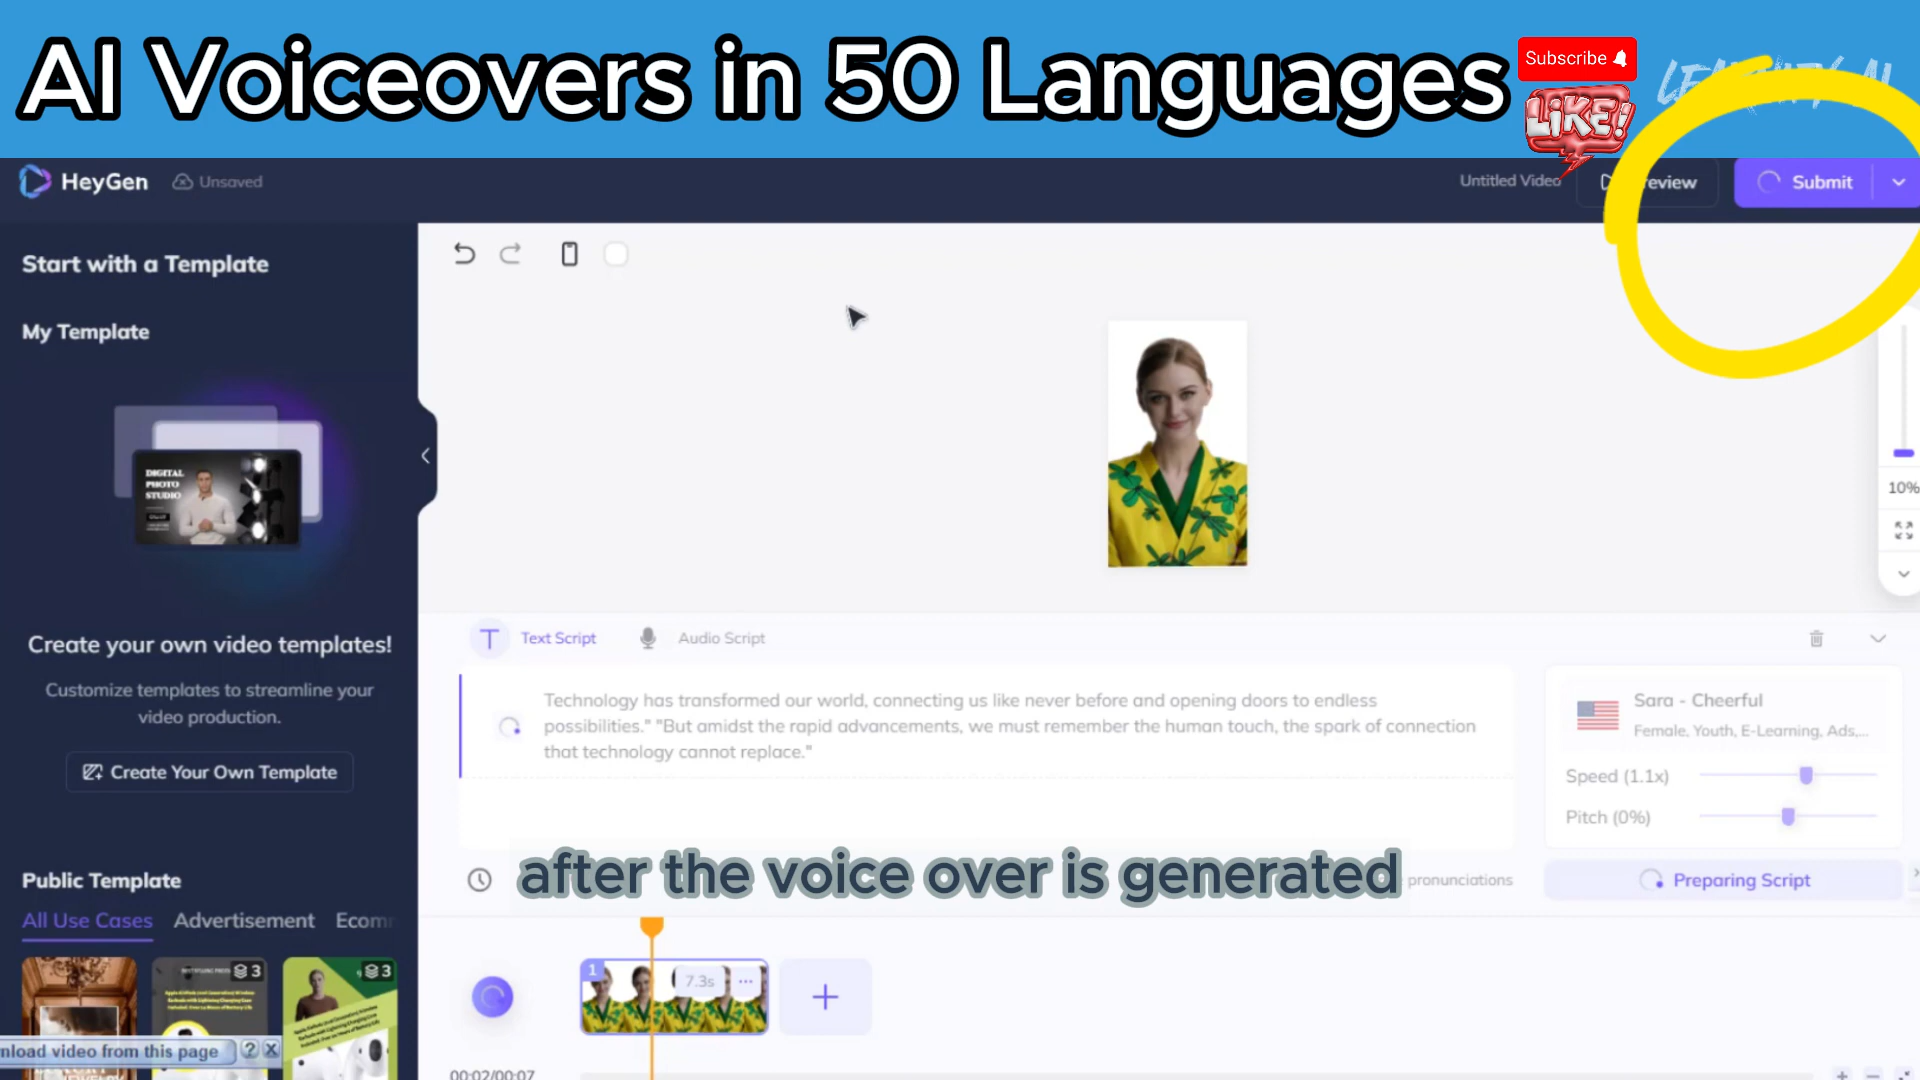 AI Voiceovers in 50 Languages
Subscribe
LiKE!
HeyGen
Unsaved
Untitled Video
Submit
Start with a Template
My Template
DIGITAL
PHOTO
STUDIO
10%
Create your own video templates!
Customize templates to streamline your
video production.
Create Your Own Template
Text Script
Audio Script
Technology has transformed our world, connecting us like never before and opening doors to endless
possibilities." "But amidst the rapid advancements, we must remember the human touch, the spark of connection
that technology cannot replace."
Sara - Cheerful
Female, Youth, E-Learning, Ads,...
Speed (1.1x)
Pitch (0%)
after the voice over is generated
pronunciations
Preparing Script
Public Template
All Use Cases
Advertisement
3
3
1
7.3s
video from this page
?
00:02/00:07